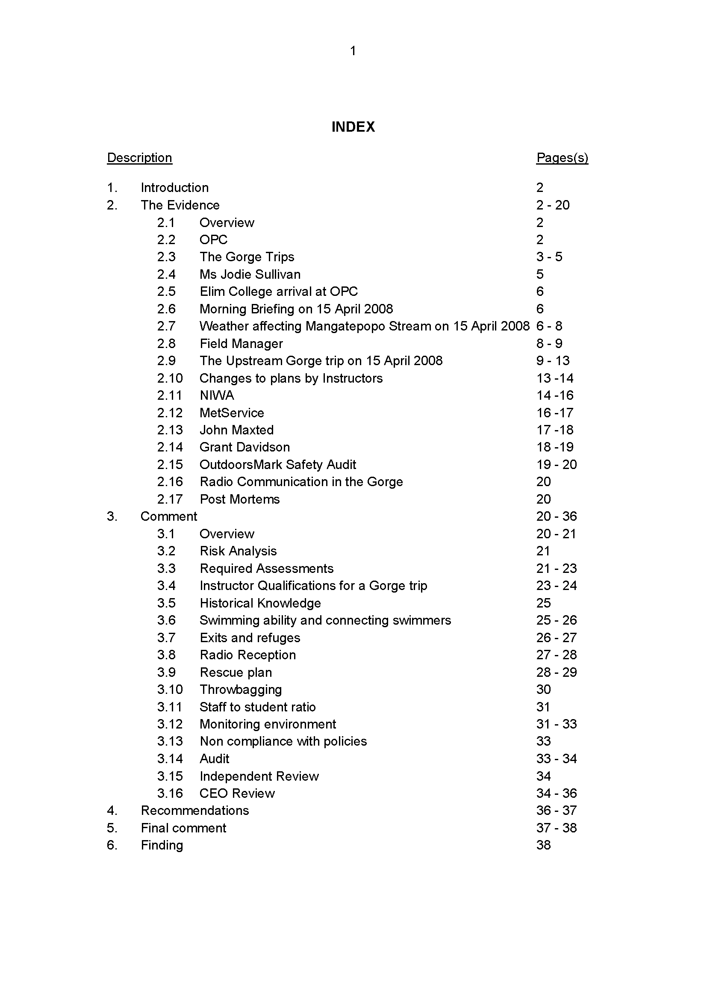 1
INDEX
Description Pages(s)
1. Introduction 2
2. The Evidence 2 - 20
2.1 Overview 2
2.2 OPC 2
2.3 The Gorge Trips 3 - 5
2.4 Ms Jodie Sullivan 5
2.5 Elim College arrival at OPC 6
2.6 Morning Briefing on 15 April 2008 6
2.7 Weather affecting Mangatepopo Stream on 15 April 2008 6 - 8
2.8 Field Manager 8 - 9
2.9 The Upstream Gorge trip on 15 April 2008 9 - 13
2.10 Changes to plans by Instructors 13 -14
2.11 NIWA 14 -16
2.12 MetService 16 -17
2.13 John Maxted 17 -18
2.14 Grant Davidson 18 -19
2.15 OutdoorsMark Safety Audit 19 - 20
2.16 Radio Communication in the Gorge 20
2.17 Post Mortems 20
3. Comment 20 - 36
3.1 Overview 20 - 21
3.2 Risk Analysis 21
3.3 Required Assessments 21 - 23
3.4 Instructor Qualifications for a Gorge trip 23 - 24
3.5 Historical Knowledge 25
3.6 Swimming ability and connecting swimmers 25 - 26
3.7 Exits and refuges 26 - 27
3.8 Radio Reception 27 - 28
3.9 Rescue plan 28 - 29
3.10 Throwbagging 30
3.11 Staff to student ratio 31
3.12 Monitoring environment 31 - 33
3.13 Non compliance with policies 33
3.14 Audit 33 - 34
3.15 Independent Review 34
3.16 CEO Review 34 - 36
4. Recommendations 36 - 37
5. Final comment 37 - 38
6. Finding 38